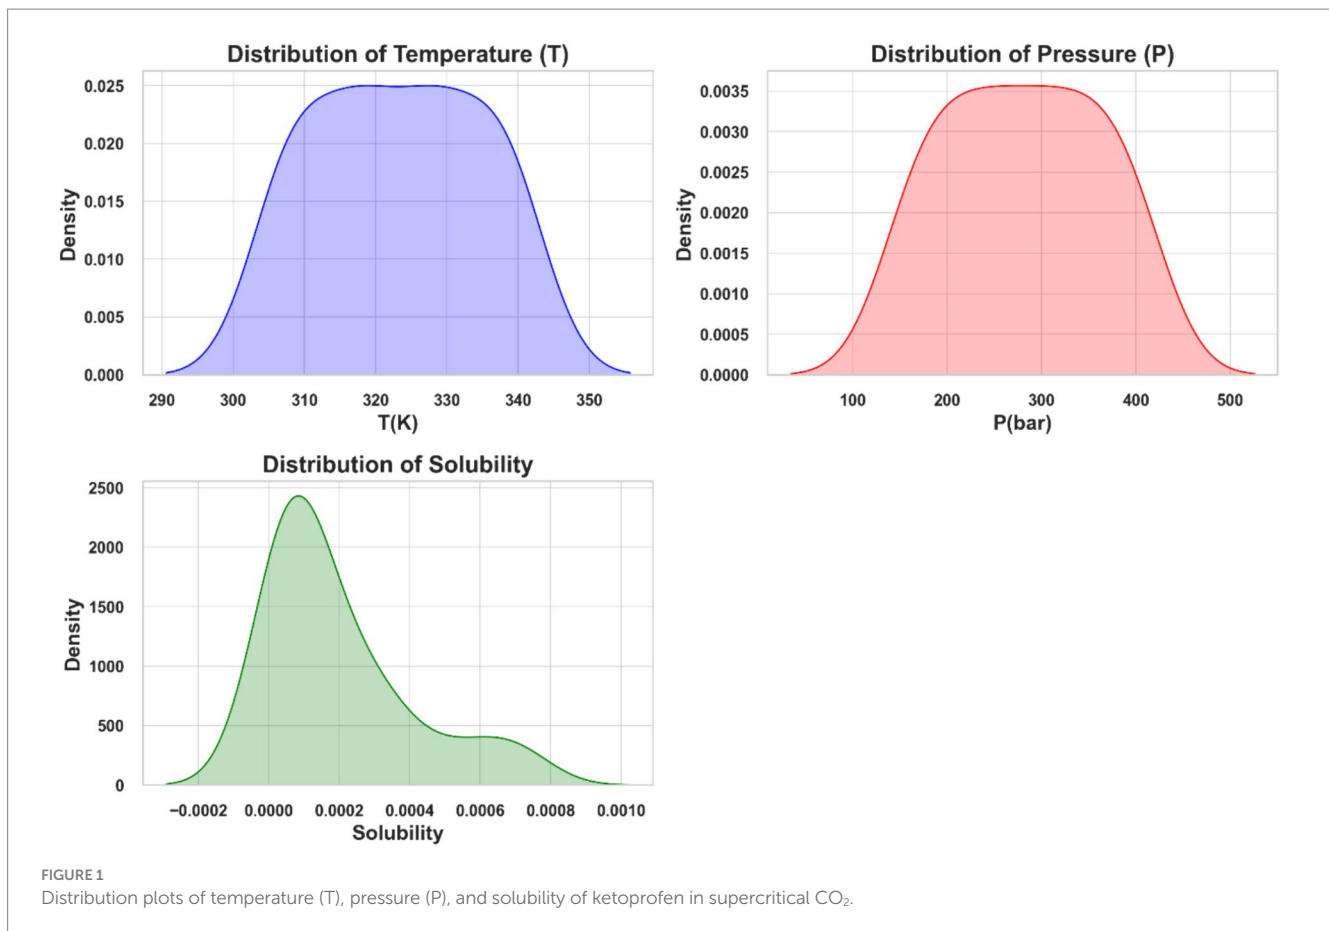 Distribution of Temperature (T)
0.025
0.020
0.015
0.010
0.005
0.000
Density
290 300 310 320 330 340 350
T(K)
Distribution of Pressure (P)
0.0035
0.0030
0.0025
0.0020
0.0015
0.0010
0.0005
0.0000
Density
100 200 300 400 500
P(bar)
Distribution of Solubility
2500
2000
1500
1000
500
0
Density
−0.0002 0.0000 0.0002 0.0004 0.0006 0.0008 0.0010
Solubility
FIGURE 1
Distribution plots of temperature (T), pressure (P), and solubility of ketoprofen in supercritical CO₂.